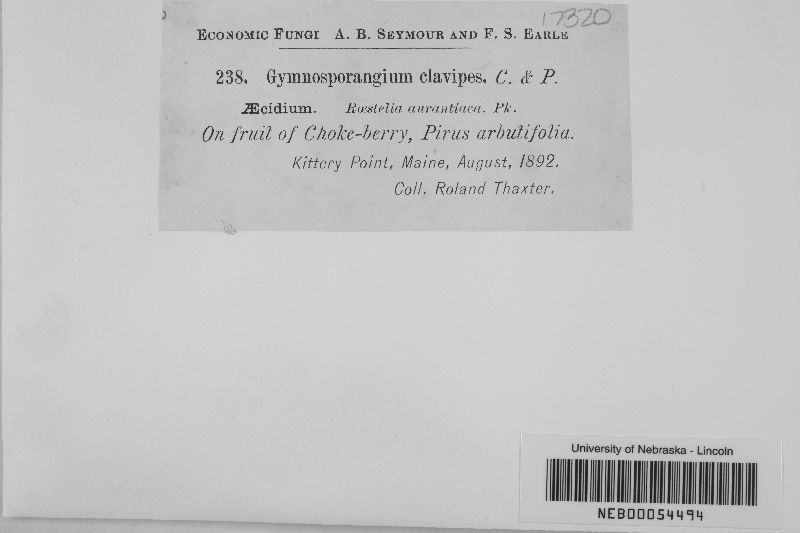 17320
Economic Fungi A. B. Seymour and F. S. Earle
238. Gymnosporangium clavipes, C. & P.
Æcidium. Rœstelia aurantiaca, Pk.
On fruit of Choke-berry, Pirus arbutifolia.
Kittery Point, Maine, August, 1892.
Coll. Roland Thaxter.
University of Nebraska - Lincoln
NEB00054494